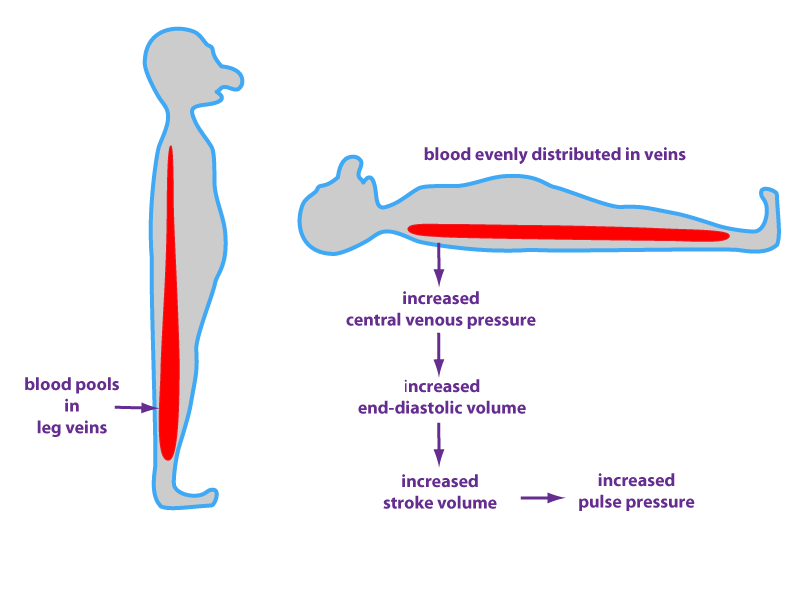 blood evenly distributed in veins
increased
central venous pressure
increased
end-diastolic volume
blood pools
in
leg veins
increased
stroke volume
increased
pulse pressure